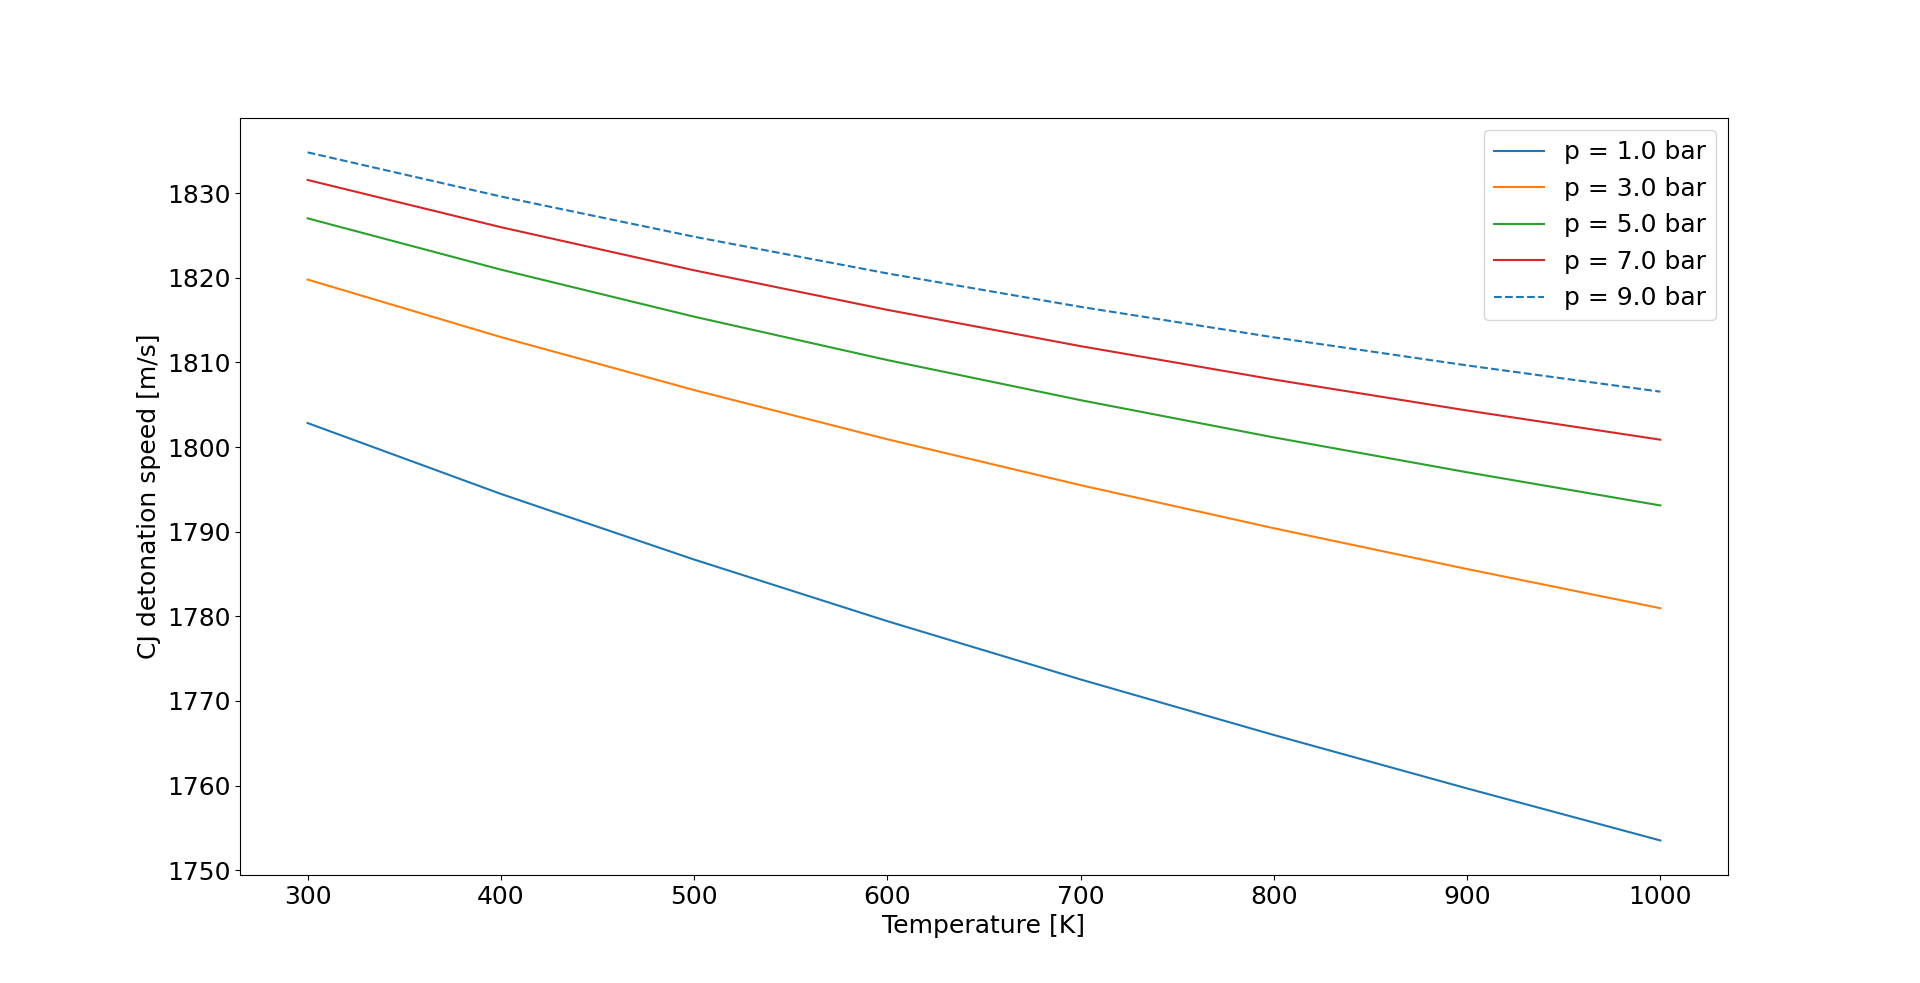 p = 1.0 bar
p = 3.0 bar
p = 5.0 bar
p = 7.0 bar
p = 9.0 bar
CJ detonation speed [m/s]
1830
1820
1810
1800
1790
1780
1770
1760
1750
300 400 500 600 700 800 900 1000
Temperature [K]